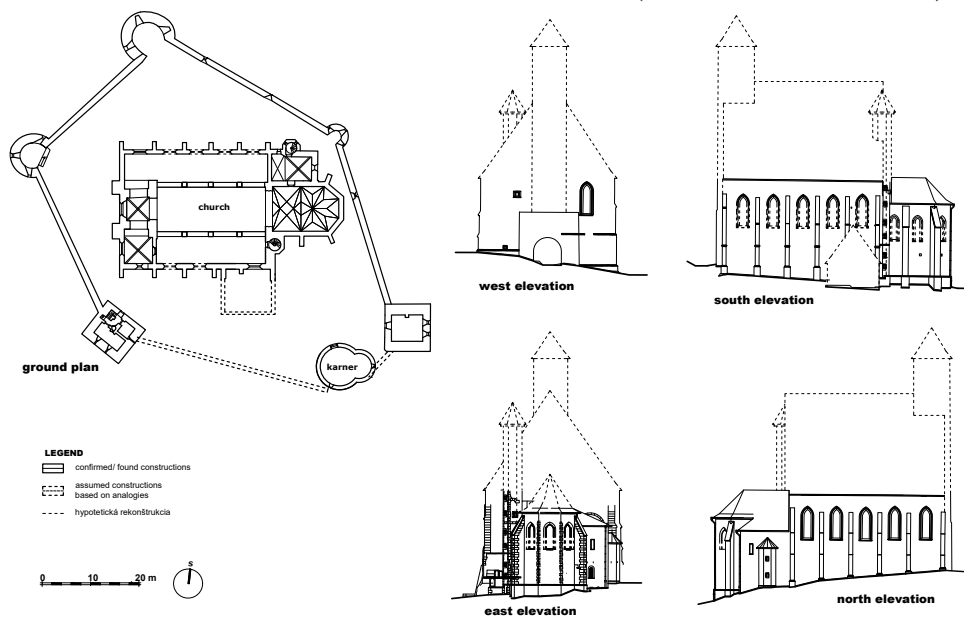 church
karner
ground plan
west elevation
south elevation
east elevation
north elevation
LEGEND
confirmed/ found constructions
assumed constructions
based on analogies
hypotetická rekonštrukcia
0 10 20 m
S